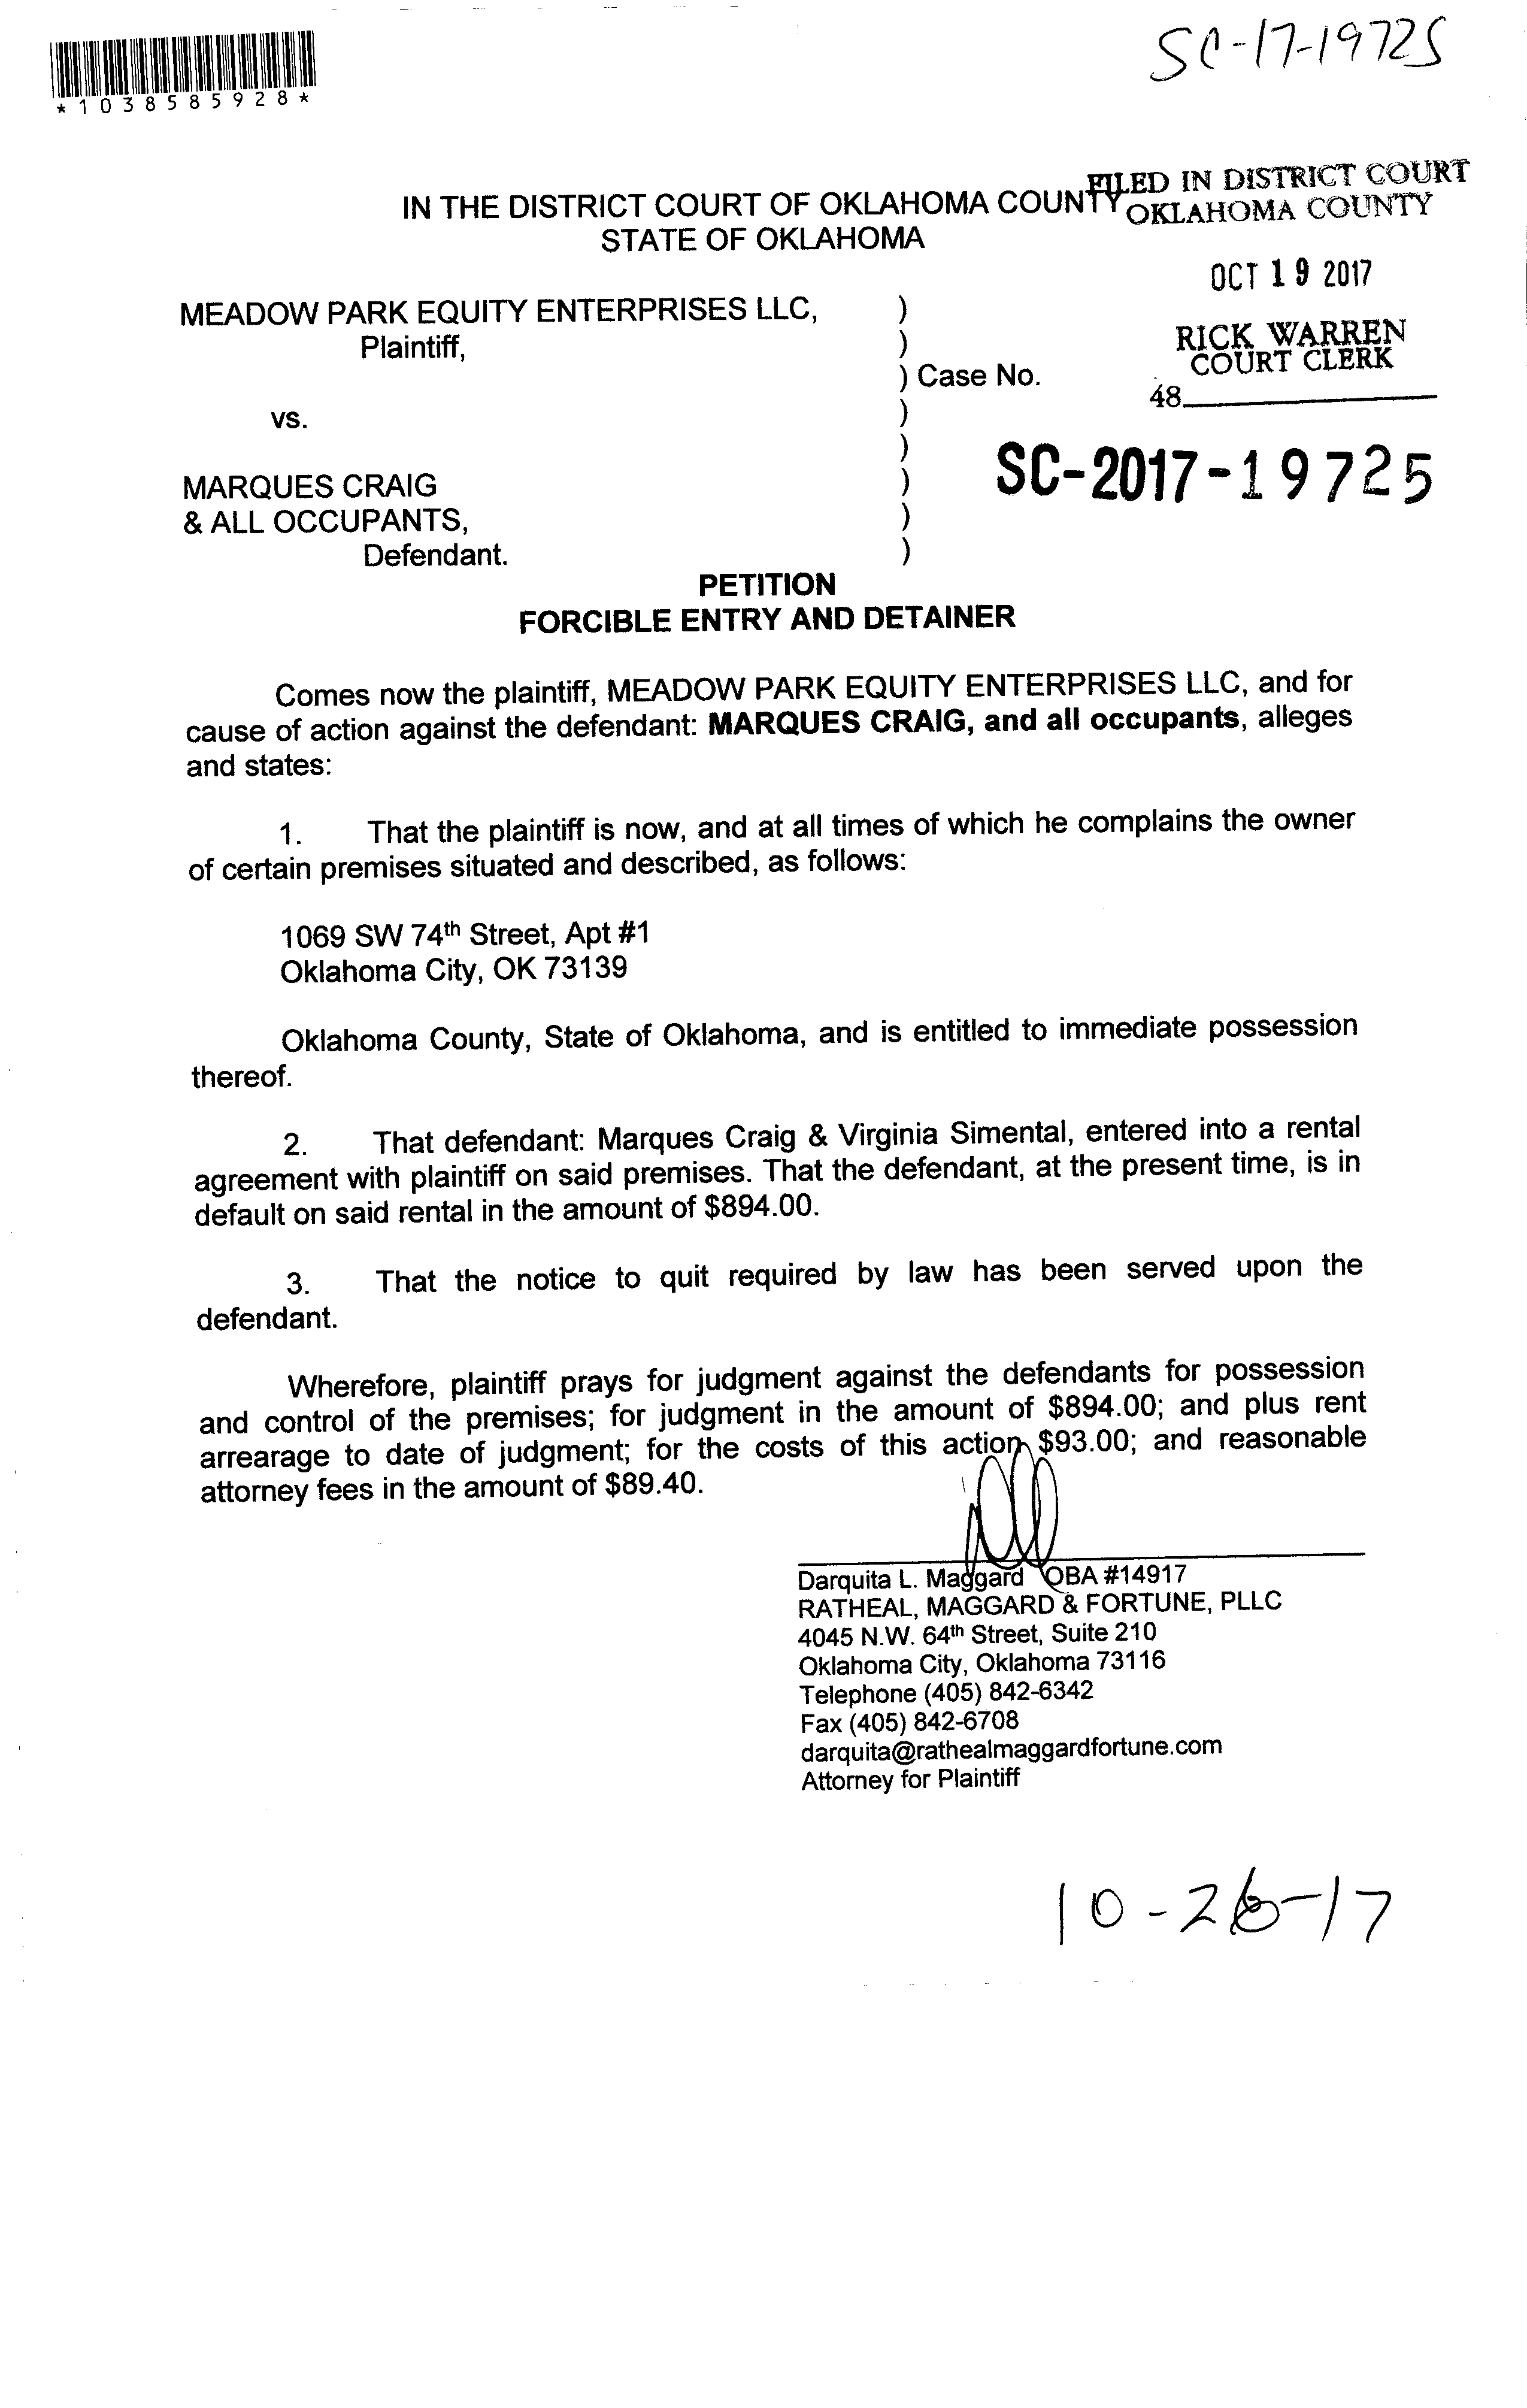 SC-17-19725
*1038585928*
FILED IN DISTRICT COURT
OKLAHOMA COUNTY
IN THE DISTRICT COURT OF OKLAHOMA COUNTY
STATE OF OKLAHOMA
OCT 19 2017
MEADOW PARK EQUITY ENTERPRISES LLC, )
Plaintiff, )
RICK WARREN
COURT CLERK
) Case No.
48
vs. )
)
SC-2017-19725
MARQUES CRAIG )
& ALL OCCUPANTS, )
Defendant. )
PETITION
FORCIBLE ENTRY AND DETAINER
Comes now the plaintiff, MEADOW PARK EQUITY ENTERPRISES LLC, and for
cause of action against the defendant: MARQUES CRAIG, and all occupants, alleges
and states:
1. That the plaintiff is now, and at all times of which he complains the owner
of certain premises situated and described, as follows:
1069 SW 74th Street, Apt #1
Oklahoma City, OK 73139
Oklahoma County, State of Oklahoma, and is entitled to immediate possession
thereof.
2. That defendant: Marques Craig & Virginia Simental, entered into a rental
agreement with plaintiff on said premises. That the defendant, at the present time, is in
default on said rental in the amount of $894.00.
3. That the notice to quit required by law has been served upon the
defendant.
Wherefore, plaintiff prays for judgment against the defendants for possession
and control of the premises; for judgment in the amount of $894.00; and plus rent
arrearage to date of judgment; for the costs of this action $93.00; and reasonable
attorney fees in the amount of $89.40.
Darquita L. Maggard OBA #14917
RATHEAL, MAGGARD & FORTUNE, PLLC
4045 N.W. 64th Street, Suite 210
Oklahoma City, Oklahoma 73116
Telephone (405) 842-6342
Fax (405) 842-6708
darquita@rathealmaggardfortune.com
Attorney for Plaintiff
10-26-17